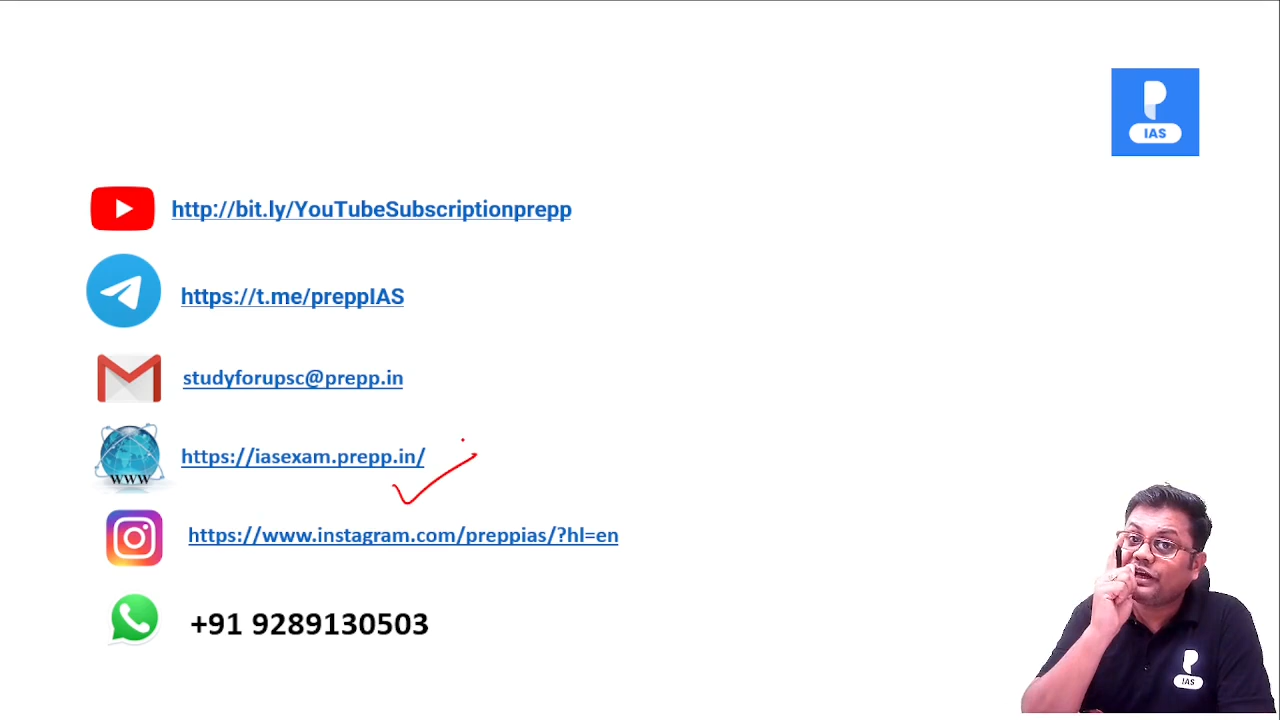 IAS
http://bit.ly/YouTubeSubscriptionprepp
https://t.me/preppIAS
studyforupsc@prepp.in
https://iasexam.prepp.in/
WWW
https://www.instagram.com/preppias/?hl=en
+91 9289130503
IAS